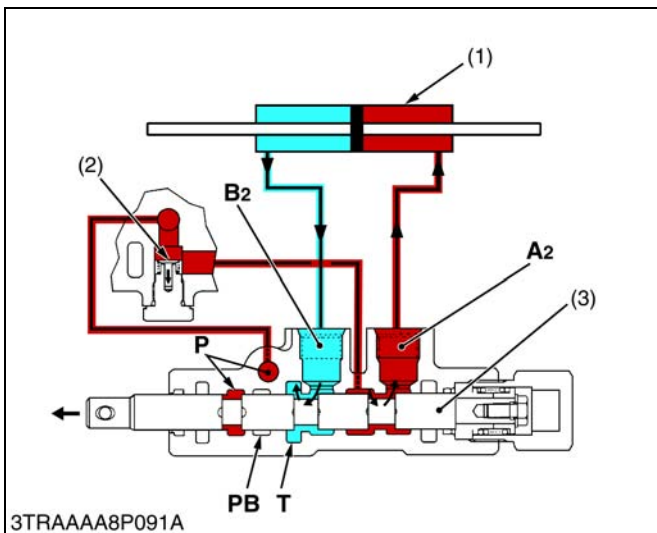 (1)
(2)
B2
A2
(3)
P
PB T
3TRAAAA8P091A